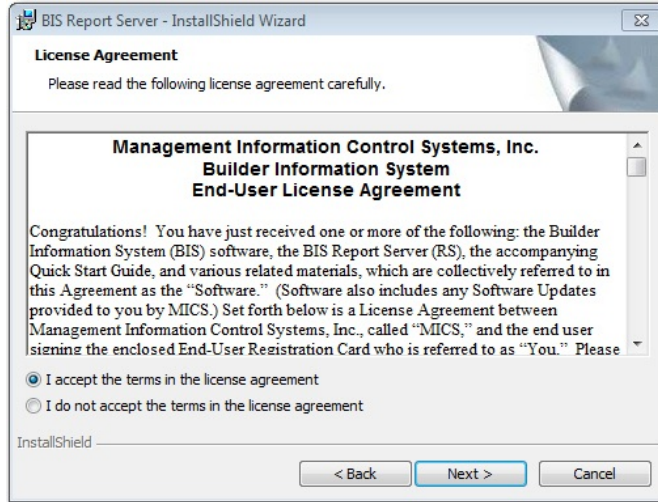 BIS Report Server - InstallShield Wizard
License Agreement
Please read the following license agreement carefully.
Management Information Control Systems, Inc.
Builder Information System
End-User License Agreement
Congratulations!  You have just received one or more of the following: the Builder
Information System (BIS) software, the BIS Report Server (RS), the accompanying
Quick Start Guide, and various related materials, which are collectively referred to in
this Agreement as the “Software.”  (Software also includes any Software Updates
provided to you by MICS.) Set forth below is a License Agreement between
Management Information Control Systems, Inc., called “MICS,” and the end user
signing the enclosed End-User Registration Card who is referred to as “You.”  Please
I accept the terms in the license agreement
I do not accept the terms in the license agreement
InstallShield
< Back
Next >
Cancel